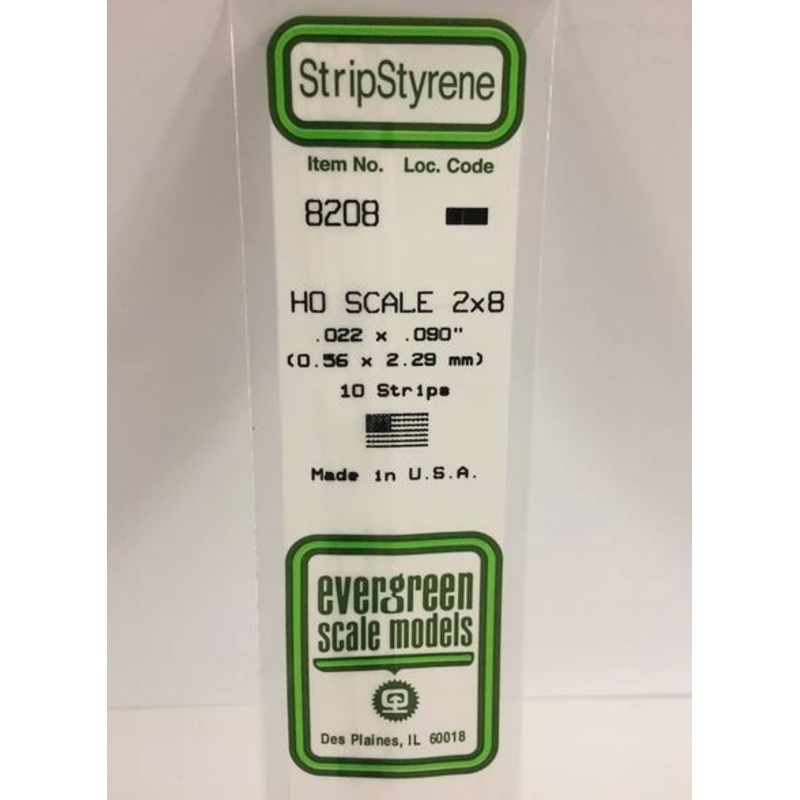 StripStyrene
Item No. Loc. Code
8208
HO SCALE 2x8
.022 x .090"
(0.56 x 2.29 mm)
10 Strips
Made in U.S.A.
evergreen
scale models
Des Plaines, IL 60018